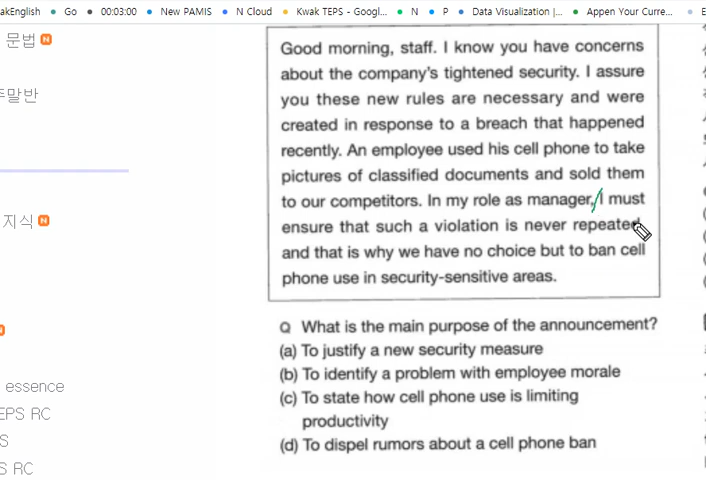 akEnglish • Go • 00:03:00 • New PAMIS • N Cloud • Kwak TEPS - Googl... • N • P • Data Visualization |... • Appen Your Curre... • E
문법 N
주말반
지식 N
essence
EPS RC
S
S RC
Good morning, staff. I know you have concerns
about the company's tightened security. I assure
you these new rules are necessary and were
created in response to a breach that happened
recently. An employee used his cell phone to take
pictures of classified documents and sold them
to our competitors. In my role as manager, I must
ensure that such a violation is never repeated,
and that is why we have no choice but to ban cell
phone use in security-sensitive areas.
Q What is the main purpose of the announcement?
(a) To justify a new security measure
(b) To identify a problem with employee morale
(c) To state how cell phone use is limiting
productivity
(d) To dispel rumors about a cell phone ban